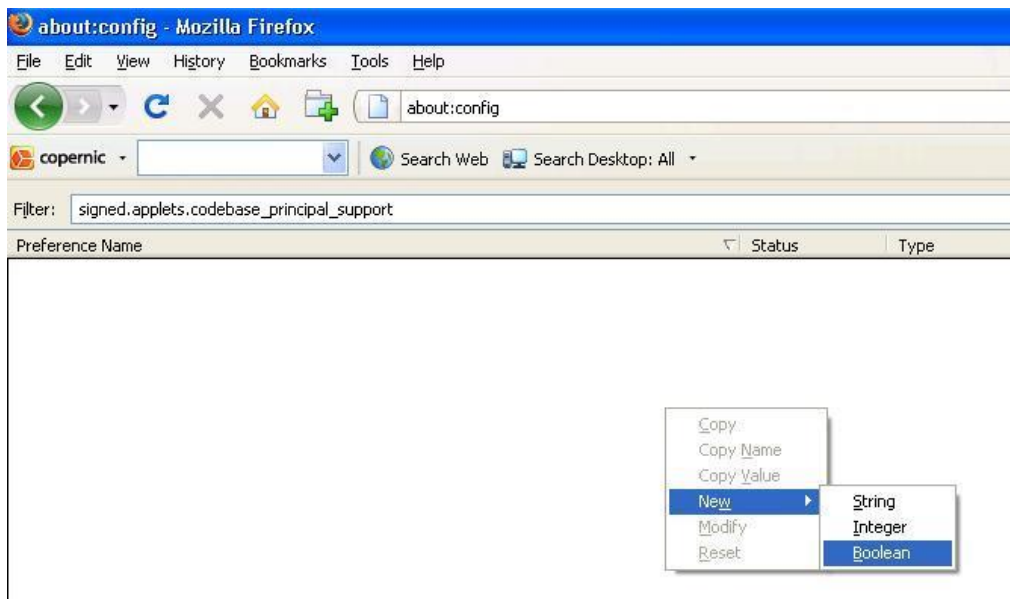 about:config - Mozilla Firefox
File Edit View History Bookmarks Tools Help
about:config
copernic Search Web Search Desktop: All
Filter: signed.applets.codebase_principal_support
Preference Name Status Type
Copy
Copy Name
Copy Value
New String
Modify Integer
Reset Boolean